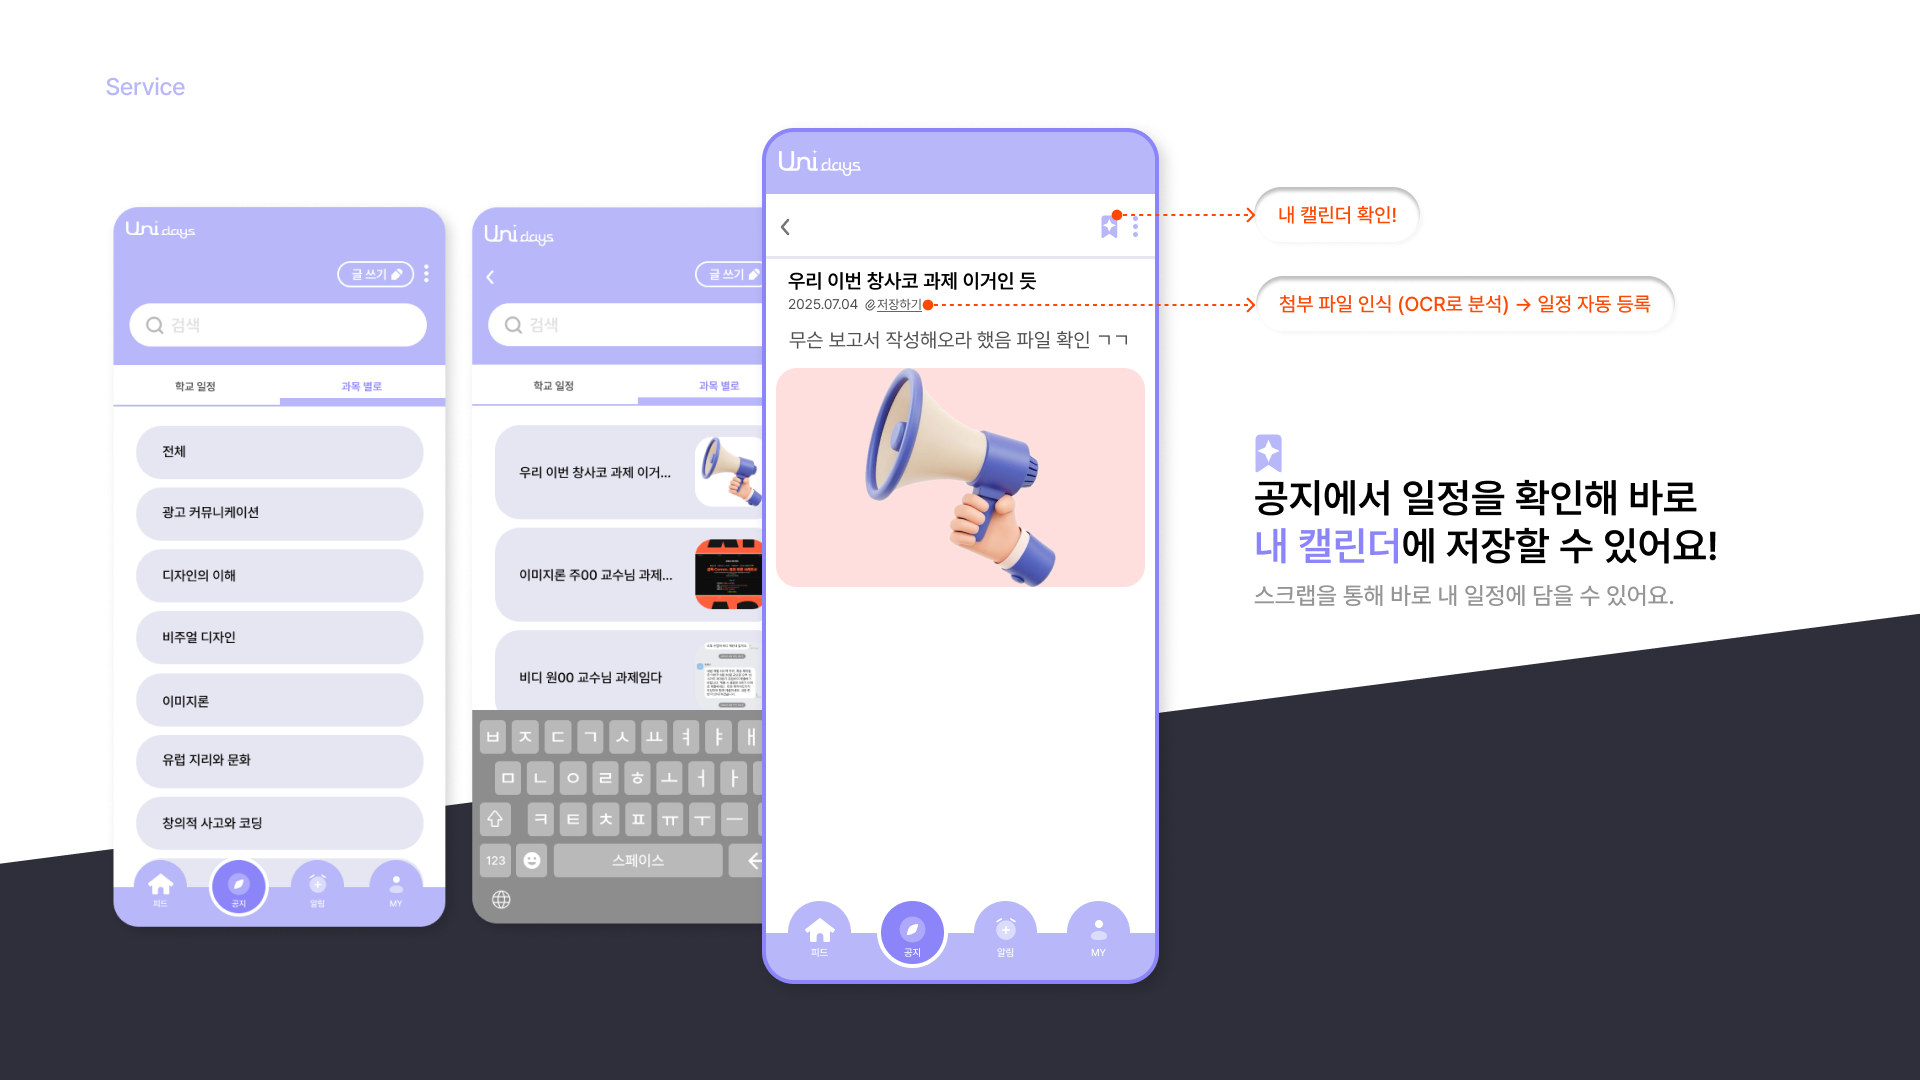 Service
Uni days
글 쓰기
검색
학교 일정
과목 별로
전체
광고 커뮤니케이션
디자인의 이해
비주얼 디자인
이미지론
유럽 지리와 문화
창의적 사고와 코딩
피드
공지
알림
MY
Uni days
글 쓰기
검색
학교 일정
과목 별로
우리 이번 창사코 과제 이거...
이미지론 주00 교수님 과제...
비디 원00 교수님 과제임다
ㅂ ㅈ ㄷ ㄱ ㅅ ㅛ ㅕ ㅑ ㅐ
ㅁ ㄴ ㅇ ㄹ ㅎ ㅗ ㅓ ㅏ
ㅋ ㅌ ㅊ ㅍ ㅠ ㅜ ㅡ
123
스페이스
Uni days
우리 이번 창사코 과제 이거인 듯
2025.07.04 저장하기
무슨 보고서 작성해오라 했음 파일 확인 ㄱㄱ
피드
공지
알림
MY
내 캘린더 확인!
첨부 파일 인식 (OCR로 분석) → 일정 자동 등록
공지에서 일정을 확인해 바로
내 캘린더에 저장할 수 있어요!
스크랩을 통해 바로 내 일정에 담을 수 있어요.